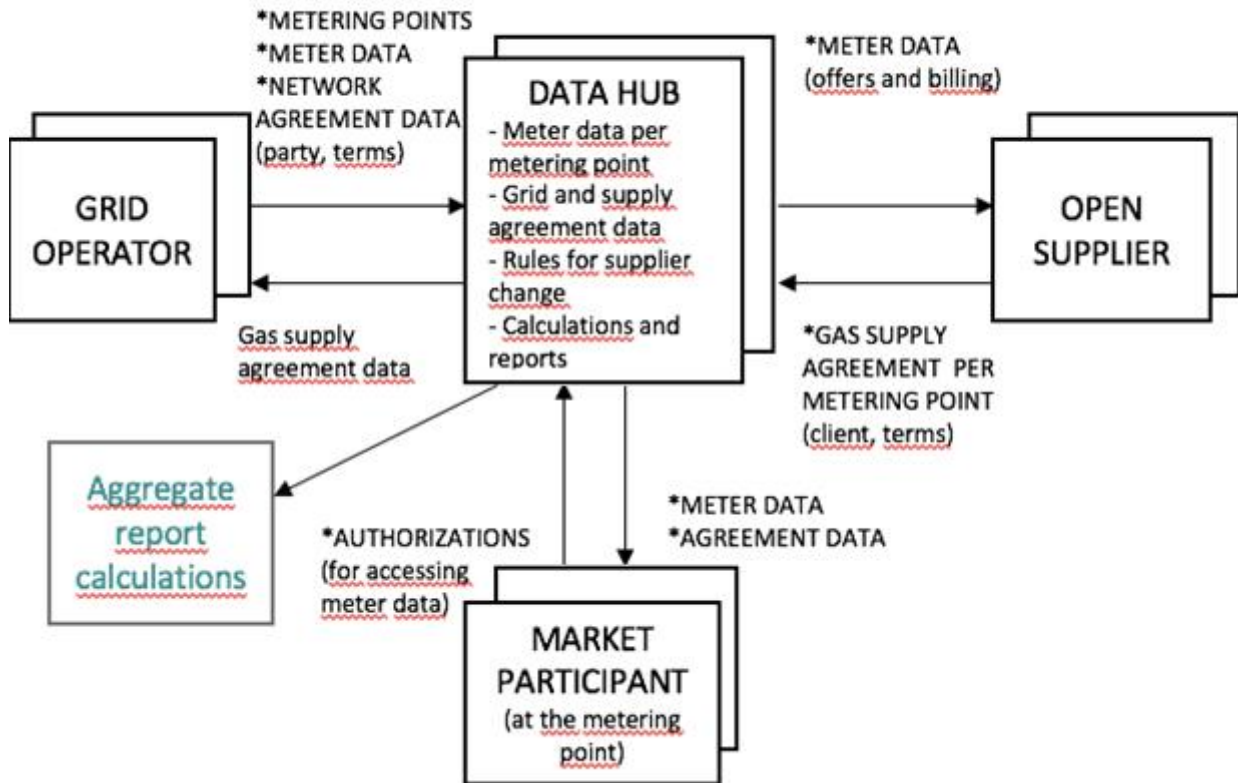 *METERING POINTS
*METER DATA
*NETWORK
AGREEMENT DATA
(party, terms)
DATA HUB
- Meter data per
metering point
- Grid and supply
agreement data
- Rules for supplier
change
- Calculations and
reports
*METER DATA
(offers and billing)
GRID
OPERATOR
OPEN
SUPPLIER
Gas supply
agreement data
*GAS SUPPLY
AGREEMENT PER
METERING POINT
(client, terms)
Aggregate
report
calculations
*AUTHORIZATIONS
(for accessing
meter data)
*METER DATA
*AGREEMENT DATA
MARKET
PARTICIPANT
(at the metering
point)